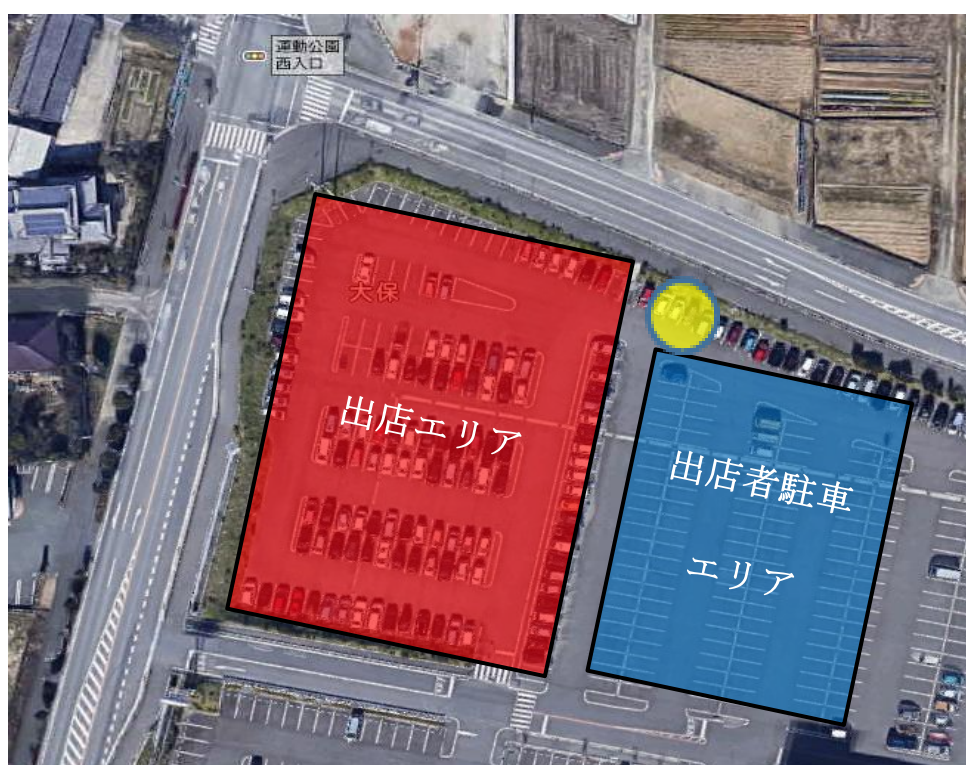 運動公園
西入口
大保
出店エリア
出店者駐車
エリア